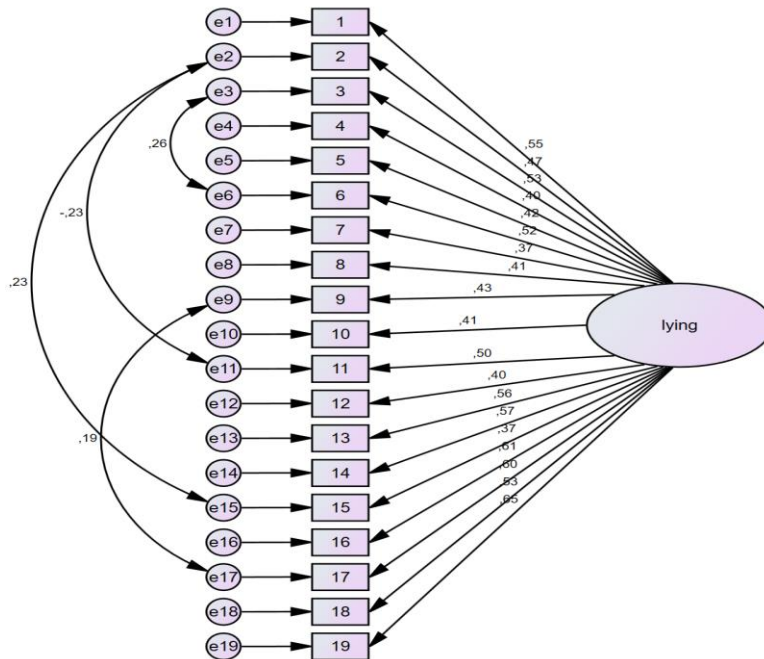 e1 1
e2 2
e3 3
e4 4
,55
,47
,26
e5 5
,53
,40
e6 6
,42
,52
-,23
e7 7
,37
e8 8
,41
,23
e9 9
,43
e10 10
,41
lying
e11 11
,50
e12 12
,40
,56
e13 13
,57
,19
,37
e14 14
,61
,60
e15 15
,53
,65
e16 16
e17 17
e18 18
e19 19